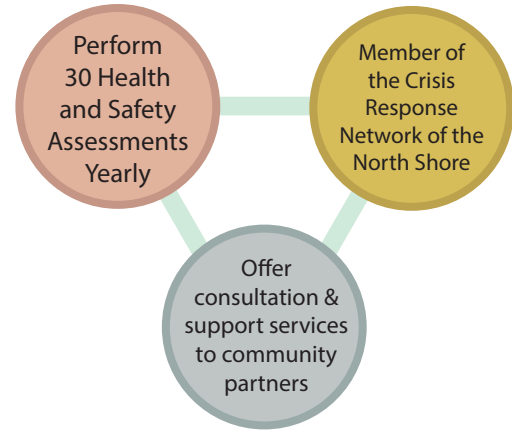 Perform
30 Health
and Safety
Assessments
Yearly
Member of
the Crisis
Response
Network of the
North Shore
Offer
consultation &
support services
to community
partners